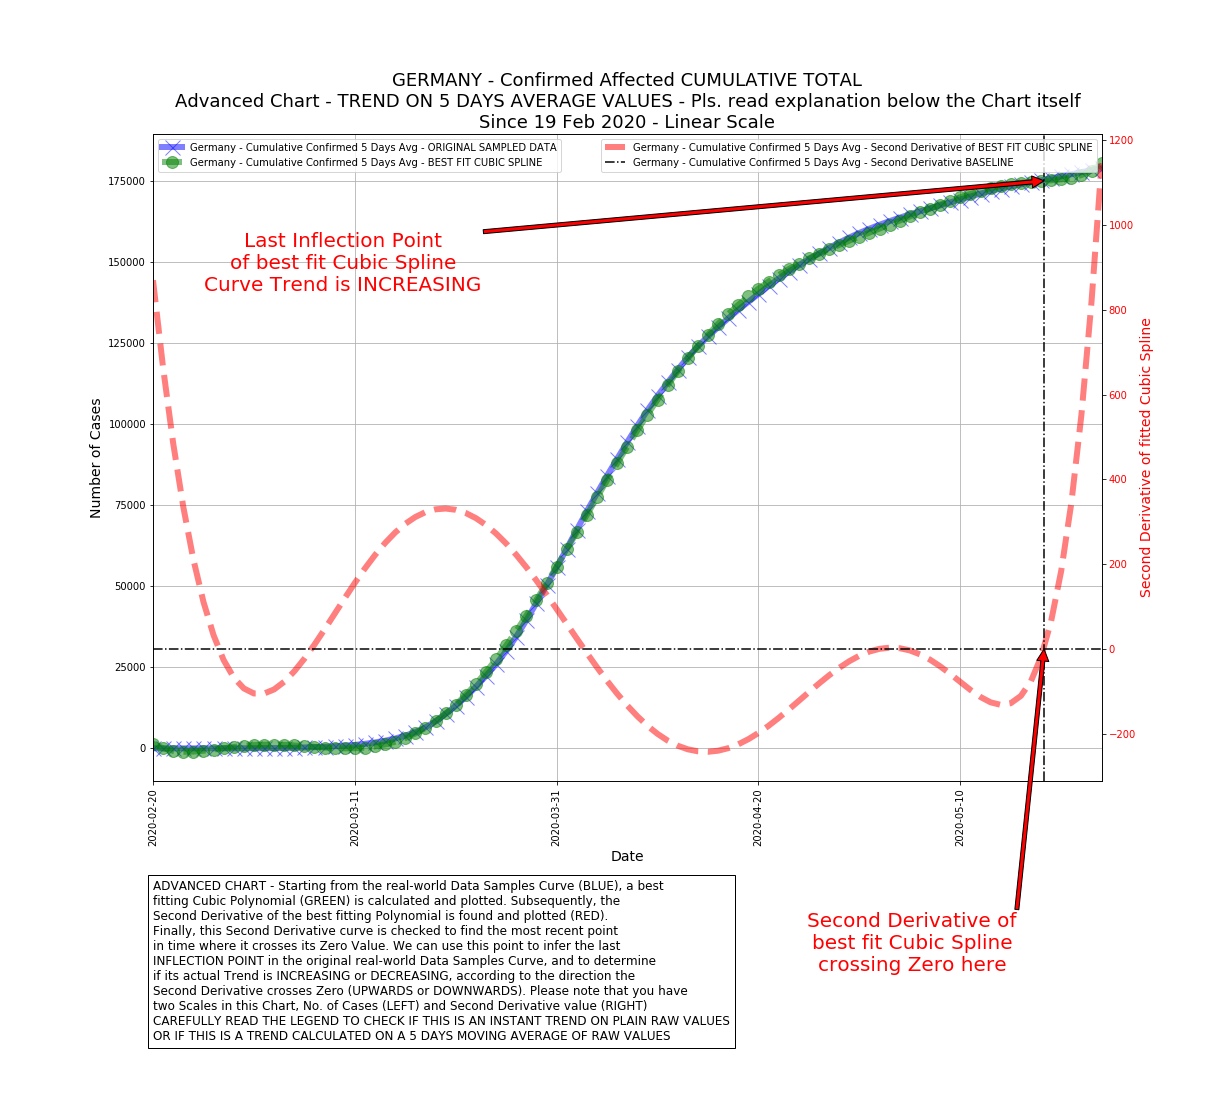 GERMANY - Confirmed Affected CUMULATIVE TOTAL
Advanced Chart - TREND ON 5 DAYS AVERAGE VALUES - Pls. read explanation below the Chart itself
Since 19 Feb 2020 - Linear Scale
Germany - Cumulative Confirmed 5 Days Avg - ORIGINAL SAMPLED DATA
Germany - Cumulative Confirmed 5 Days Avg - BEST FIT CUBIC SPLINE
Germany - Cumulative Confirmed 5 Days Avg - Second Derivative of BEST FIT CUBIC SPLINE
Germany - Cumulative Confirmed 5 Days Avg - Second Derivative BASELINE
Last Inflection Point
of best fit Cubic Spline
Curve Trend is INCREASING
Number of Cases
175000
150000
125000
100000
75000
50000
25000
0
1200
1000
800
600
400
200
0
−200
Second Derivative of fitted Cubic Spline
2020-02-20
2020-03-11
2020-03-31
2020-04-20
2020-05-10
Date
ADVANCED CHART - Starting from the real-world Data Samples Curve (BLUE), a best
fitting Cubic Polynomial (GREEN) is calculated and plotted. Subsequently, the
Second Derivative of the best fitting Polynomial is found and plotted (RED).
Finally, this Second Derivative curve is checked to find the most recent point
in time where it crosses its Zero Value. We can use this point to infer the last
INFLECTION POINT in the original real-world Data Samples Curve, and to determine
if its actual Trend is INCREASING or DECREASING, according to the direction the
Second Derivative crosses Zero (UPWARDS or DOWNWARDS). Please note that you have
two Scales in this Chart, No. of Cases (LEFT) and Second Derivative value (RIGHT)
CAREFULLY READ THE LEGEND TO CHECK IF THIS IS AN INSTANT TREND ON PLAIN RAW VALUES
OR IF THIS IS A TREND CALCULATED ON A 5 DAYS MOVING AVERAGE OF RAW VALUES
Second Derivative of
best fit Cubic Spline
crossing Zero here